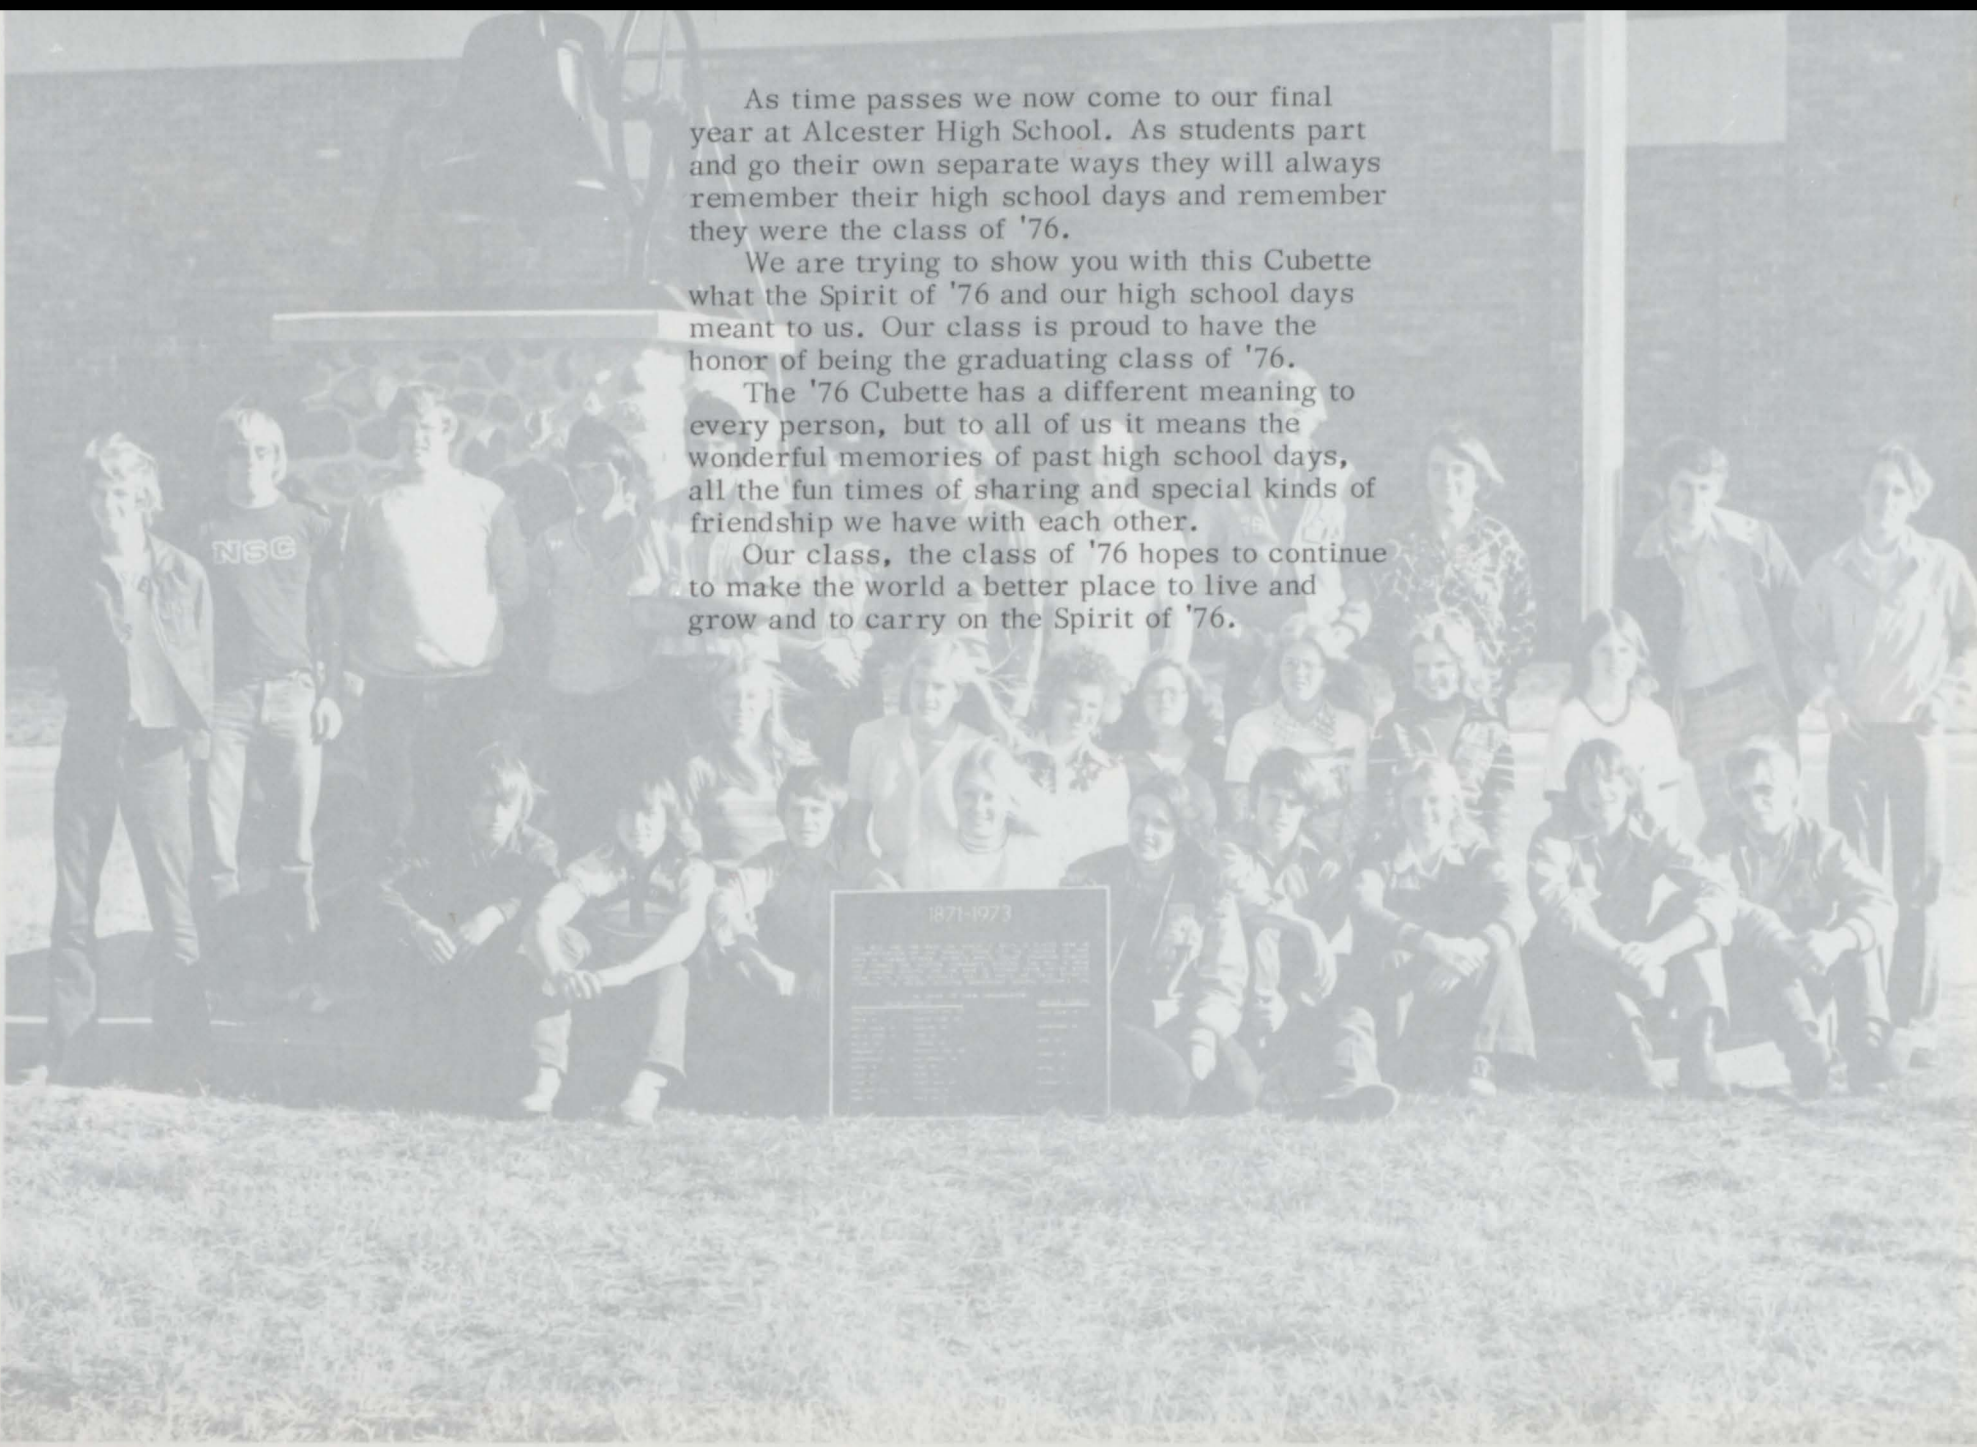 As time passes we now come to our final
year at Alcester High School. As students part
and go their own separate ways they will always
remember their high school days and remember
they were the class of '76.
We are trying to show you with this Cubette
what the Spirit of '76 and our high school days
meant to us. Our class is proud to have the
honor of being the graduating class of '76.
The '76 Cubette has a different meaning to
every person, but to all of us it means the
wonderful memories of past high school days,
all the fun times of sharing and special kinds of
friendship we have with each other.
Our class, the class of '76 hopes to continue
to make the world a better place to live and
grow and to carry on the Spirit of '76.
NSC
1871-1973